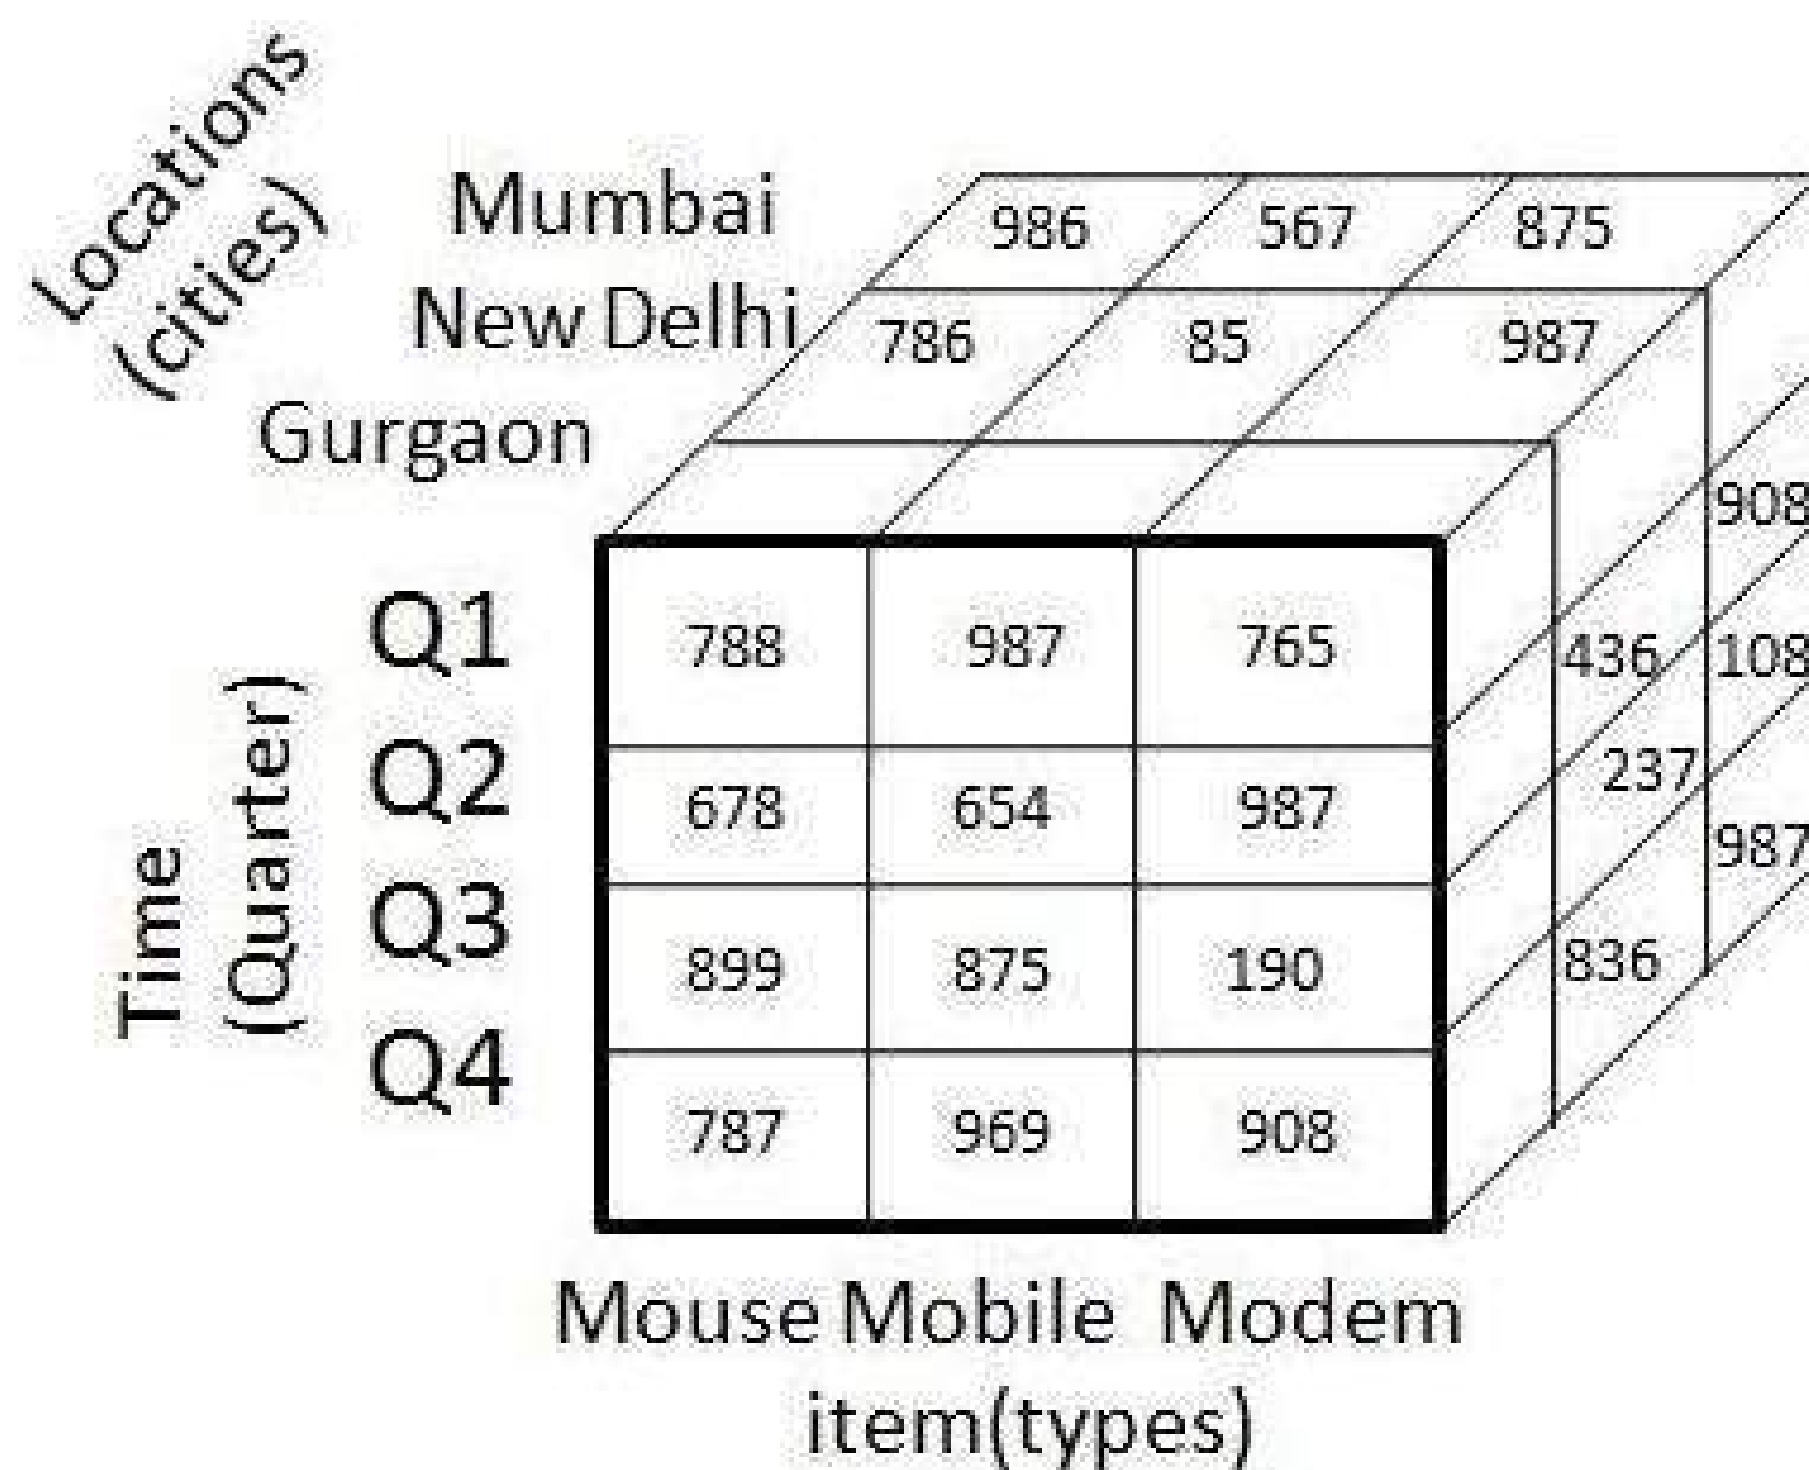 Locations
(cities)
Mumbai 986 567 875
New Delhi 786 85 987
Gurgaon
908
Q1 788 987 765
436 108
Q2 678 654 987
237
987
Q3 899 875 190
836
Q4 787 969 908
Time
(Quarter)
Mouse Mobile Modem
item(types)